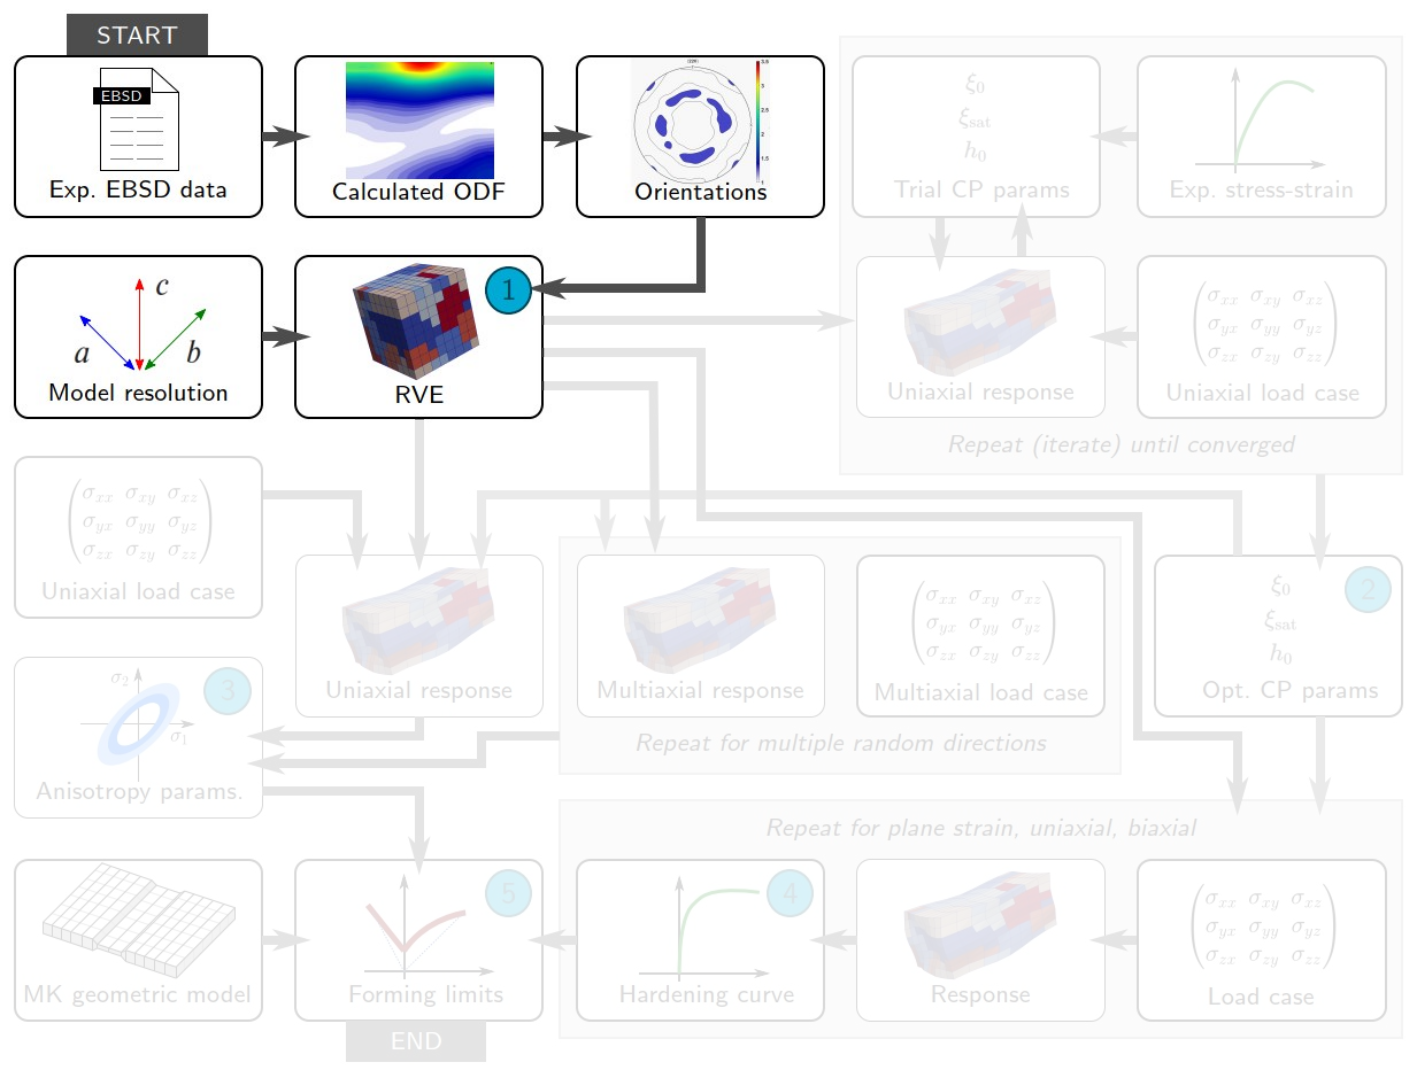 START
EBSD
Exp. EBSD data
Calculated ODF
Orientations
ξ₀
ξsat
h₀
Trial CP params
Exp. stress-strain
c
a
b
Model resolution
1
RVE
Uniaxial response
σxx σxy σxz
σyx σyy σyz
σzx σzy σzz
Uniaxial load case
Repeat (iterate) until converged
σxx σxy σxz
σyx σyy σyz
σzx σzy σzz
Uniaxial load case
Uniaxial response
Multiaxial response
σxx σxy σxz
σyx σyy σyz
σzx σzy σzz
Multiaxial load case
Repeat for multiple random directions
2
ξ₀
ξsat
h₀
Opt. CP params
σ₂
3
σ₁
Anisotropy params.
Repeat for plane strain, uniaxial, biaxial
MK geometric model
5
Forming limits
4
Hardening curve
Response
σxx σxy σxz
σyx σyy σyz
σzx σzy σzz
Load case
END